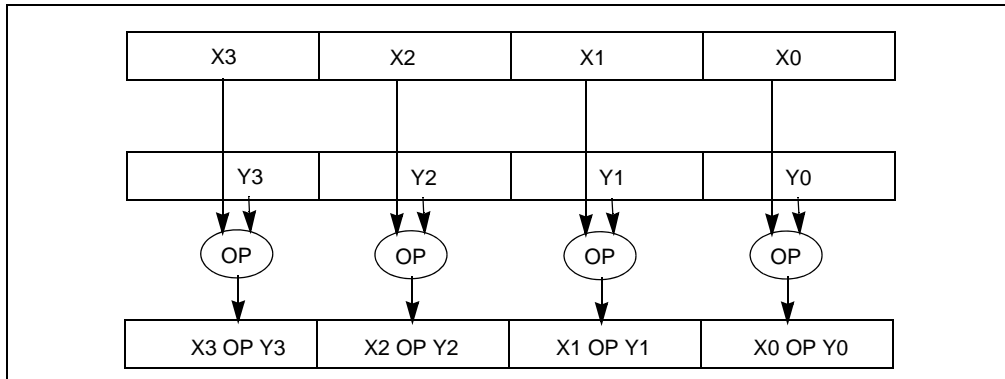 X3 X2 X1 X0
Y3 Y2 Y1 Y0
OP OP OP OP
X3 OP Y3 X2 OP Y2 X1 OP Y1 X0 OP Y0